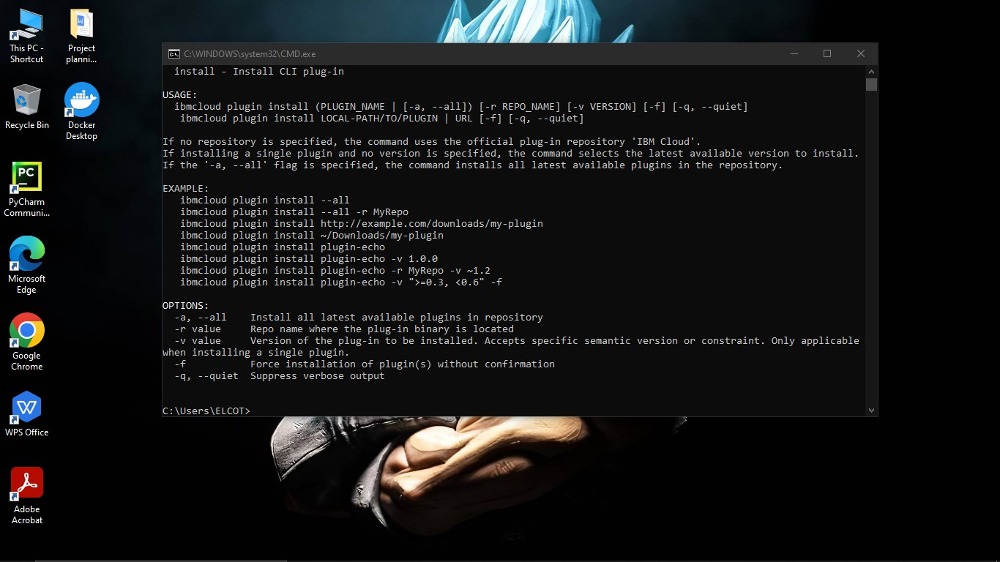 This PC -
Shortcut
Project
planni...
Recycle Bin
Docker
Desktop
PC
PyCharm
Communi...
Microsoft
Edge
Google
Chrome
W
WPS Office
Adobe
Acrobat
C:\WINDOWS\system32\CMD.exe
install - Install CLI plug-in
USAGE:
ibmcloud plugin install (PLUGIN_NAME | [-a, --all]) [-r REPO_NAME] [-v VERSION] [-f] [-q, --quiet]
ibmcloud plugin install LOCAL-PATH/TO/PLUGIN | URL [-f] [-q, --quiet]
If no repository is specified, the command uses the official plug-in repository 'IBM Cloud'.
If installing a single plugin and no version is specified, the command selects the latest available version to install.
If the '-a, --all' flag is specified, the command installs all latest available plugins in the repository.
EXAMPLE:
ibmcloud plugin install --all
ibmcloud plugin install --all -r MyRepo
ibmcloud plugin install http://example.com/downloads/my-plugin
ibmcloud plugin install ~/Downloads/my-plugin
ibmcloud plugin install plugin-echo
ibmcloud plugin install plugin-echo -v 1.0.0
ibmcloud plugin install plugin-echo -r MyRepo -v ~1.2
ibmcloud plugin install plugin-echo -v ">=0.3, <0.6" -f
OPTIONS:
-a, --all    Install all latest available plugins in repository
-r value     Repo name where the plug-in binary is located
-v value     Version of the plug-in to be installed. Accepts specific semantic version or constraint. Only applicable
when installing a single plugin.
-f           Force installation of plugin(s) without confirmation
-q, --quiet  Suppress verbose output
C:\Users\ELCOT>